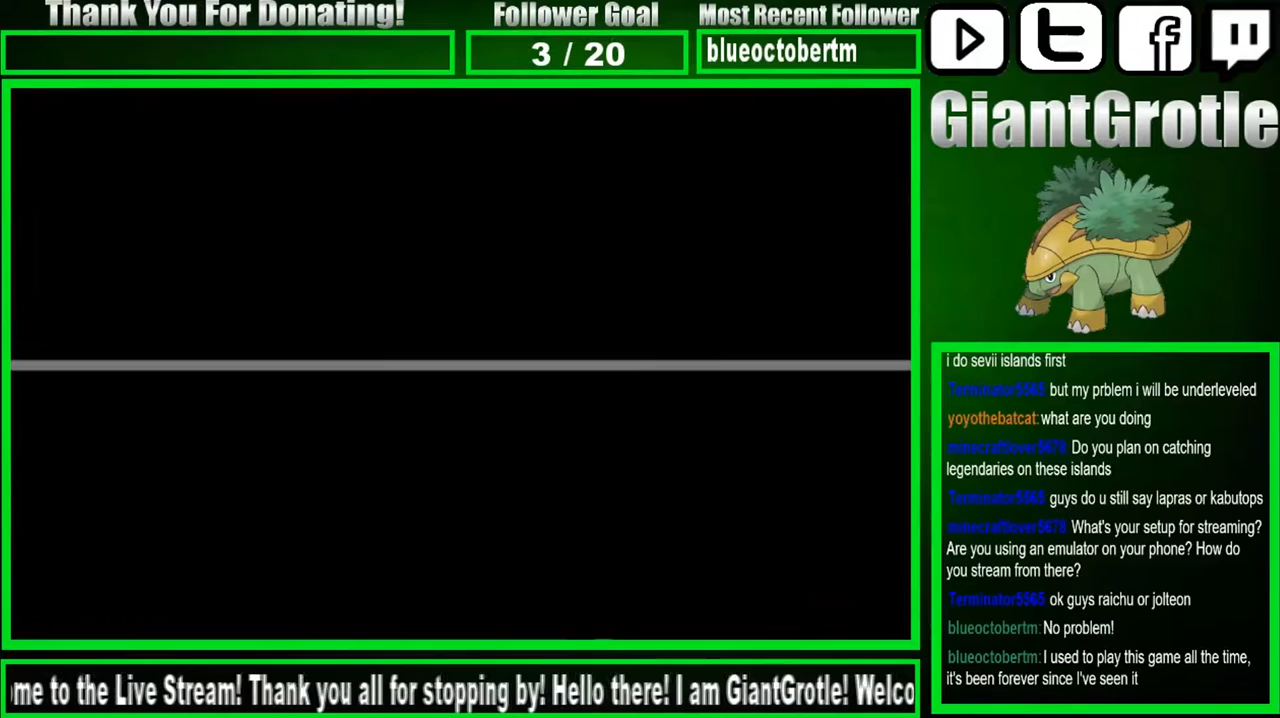 Thank You For Donating!
Follower Goal
Most Recent Follower
3 / 20
blueoctobertm
GiantGrotle
i do sevii islands first
Terminator5565 but my prblem i will be underleveled
yoyothebatcat: what are you doing
minecraftlover5678 Do you plan on catching
legendaries on these islands
Terminator5565 guys do u still say lapras or kabutops
minecraftlover5678 What's your setup for streaming?
Are you using an emulator on your phone? How do
you stream from there?
Terminator5565 ok guys raichu or jolteon
blueoctobertm: No problem!
blueoctobertm: I used to play this game all the time,
it's been forever since I've seen it
me to the Live Stream! Thank you all for stopping by! Hello there! I am GiantGrotle! Welco